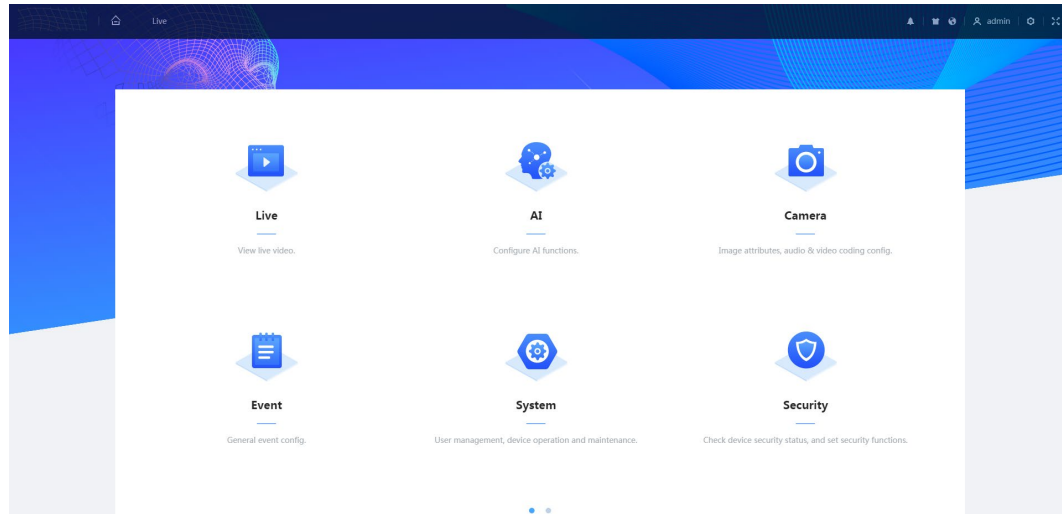 Live
admin
Live
AI
Camera
View live video.
Configure AI functions.
Image attributes, audio & video coding config.
Event
System
Security
General event config.
User management, device operation and maintenance.
Check device security status, and set security functions.